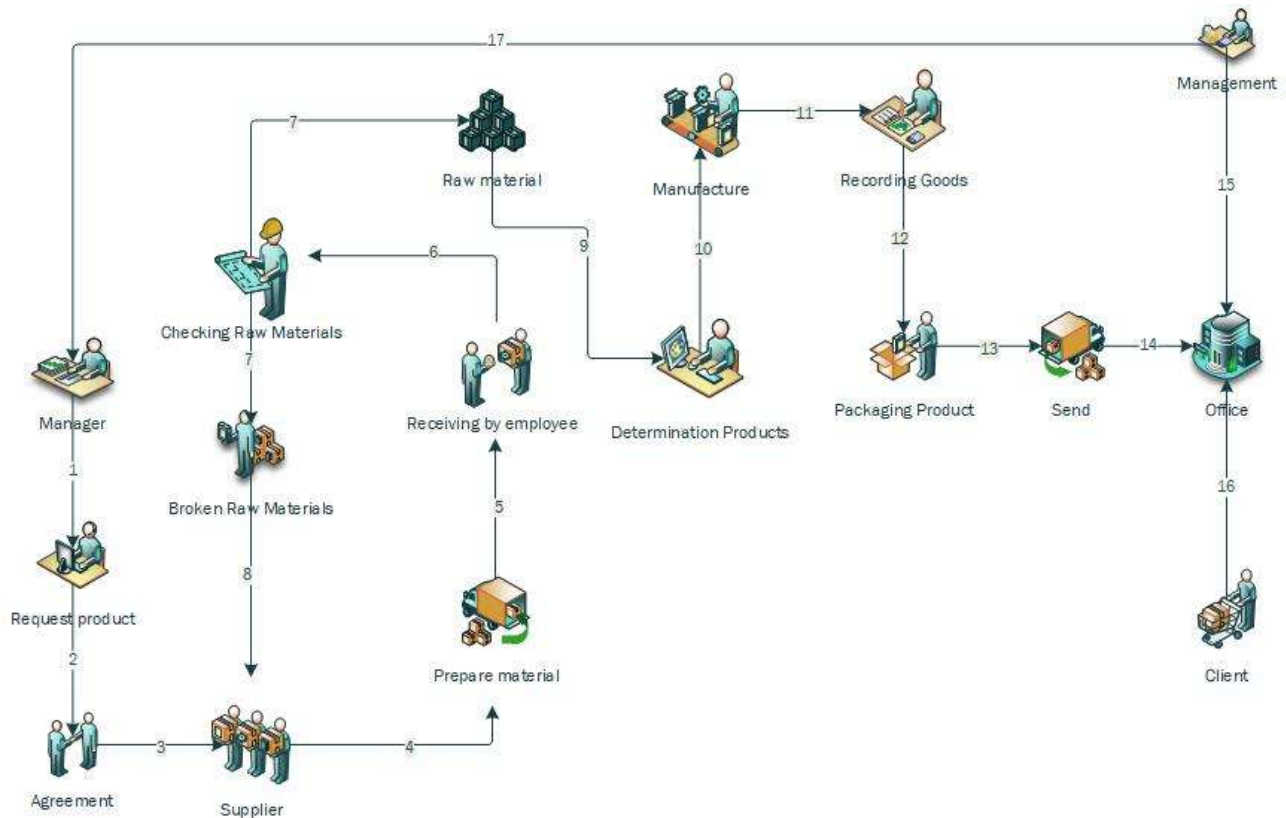 17
Management
7
11
Raw material
Manufacture
Recording Goods
15
6
9
10
12
Checking Raw Materials
7
13
14
Manager
Receiving by employee
Determination Products
Packaging Product
Send
Office
1
5
16
Broken Raw Materials
8
Request product
2
Prepare material
Client
3
4
Agreement
Supplier